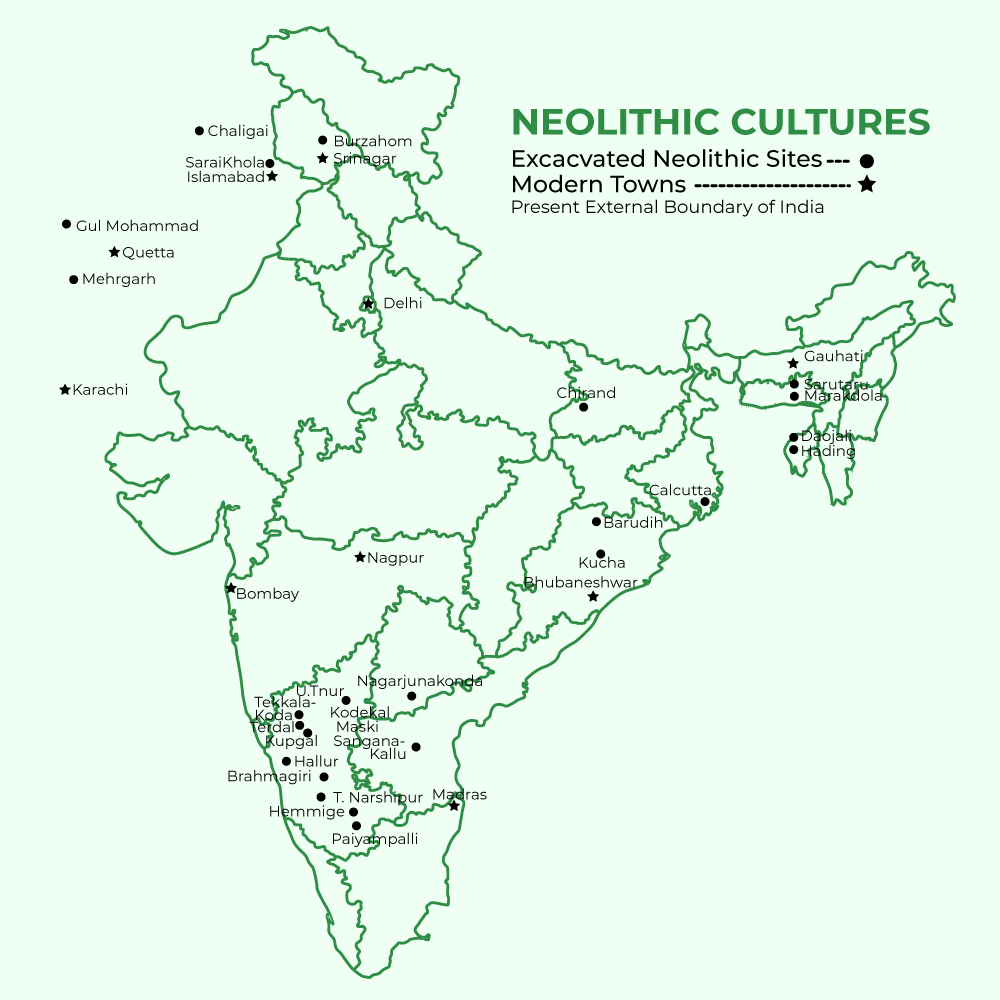 NEOLITHIC CULTURES
Excacvated Neolithic Sites
Modern Towns
Present External Boundary of India
Chaligai
Burzahom
Srinagar
SaraiKhola
Islamabad
Gul Mohammad
Quetta
Mehrgarh
Delhi
Karachi
Gauhati
Sarutaru
Marakdola
Chirand
Daojali
Hading
Calcutta
Barudih
Kucha
Nagpur
Bhubaneshwar
Bombay
Nagarjunakonda
U.Tnur
Tekkala-
Koda
Kodekal
Terdal
Maski
Kupgal
Sangana-
Kallu
Hallur
Brahmagiri
T. Narshipur
Madras
Hemmige
Paiyampalli